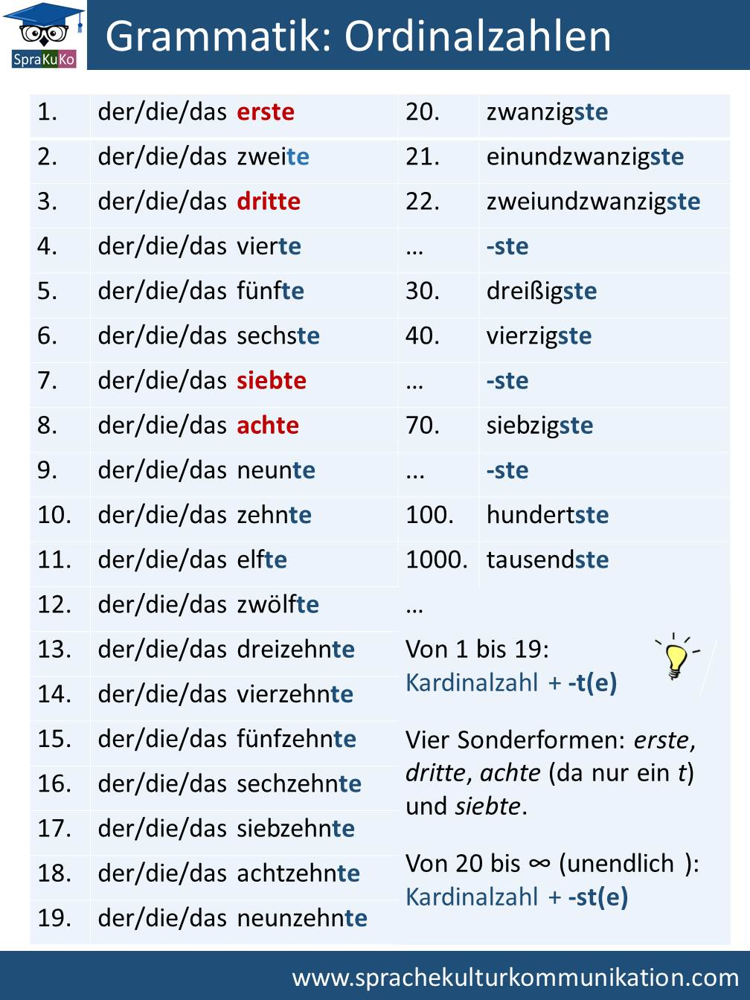 SpraKuKo
Grammatik: Ordinalzahlen
1. der/die/das erste
2. der/die/das zweite
3. der/die/das dritte
4. der/die/das vierte
5. der/die/das fünfte
6. der/die/das sechste
7. der/die/das siebte
8. der/die/das achte
9. der/die/das neunte
10. der/die/das zehnte
11. der/die/das elfte
12. der/die/das zwölfte
13. der/die/das dreizehnte
14. der/die/das vierzehnte
15. der/die/das fünfzehnte
16. der/die/das sechzehnte
17. der/die/das siebzehnte
18. der/die/das achtzehnte
19. der/die/das neunzehnte
20. zwanzigste
21. einundzwanzigste
22. zweiundzwanzigste
... -ste
30. dreißigste
40. vierzigste
... -ste
70. siebzigste
... -ste
100. hundertste
1000. tausendste
...
Von 1 bis 19:
Kardinalzahl + -t(e)
Vier Sonderformen: erste,
dritte, achte (da nur ein t)
und siebte.
Von 20 bis ∞ (unendlich ):
Kardinalzahl + -st(e)
www.sprachekulturkommunikation.com